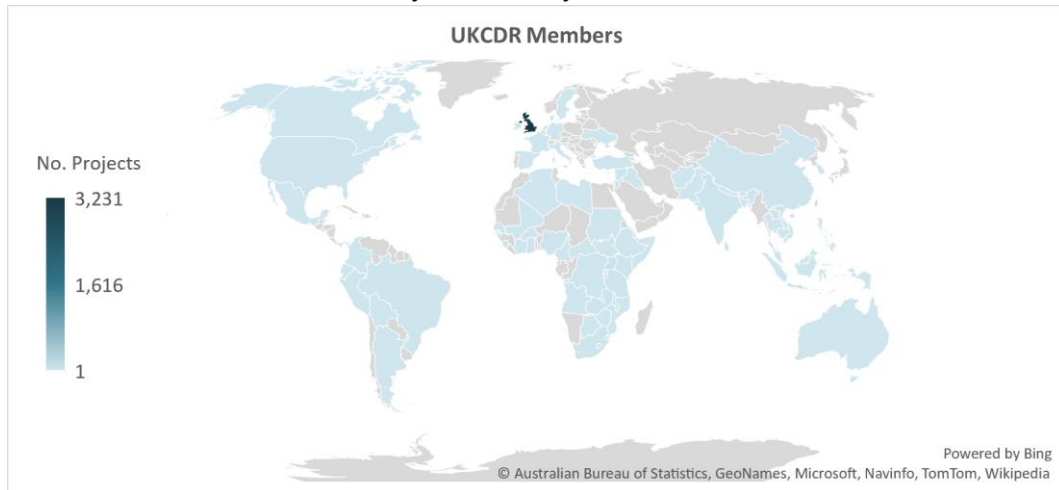 UKCDR Members
No. Projects
3,231
1,616
1
Powered by Bing
© Australian Bureau of Statistics, GeoNames, Microsoft, Navinfo, TomTom, Wikipedia